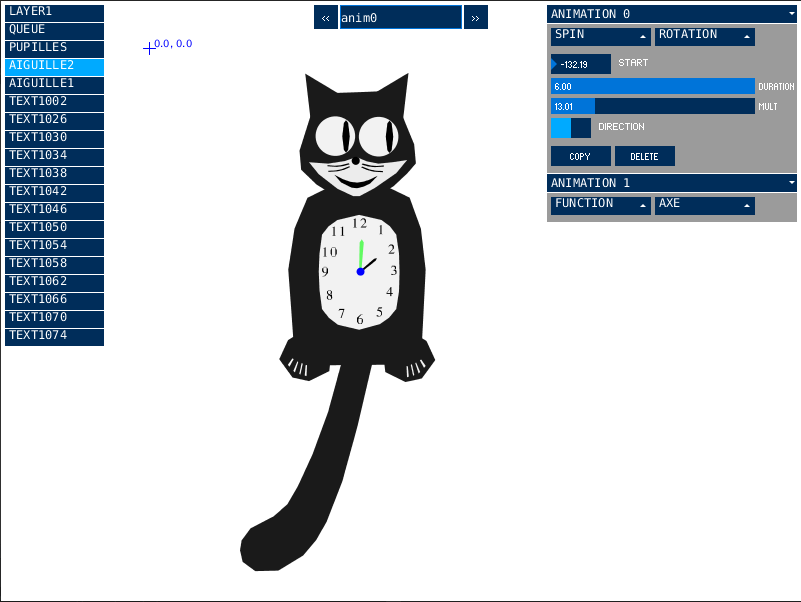 LAYER1
QUEUE
PUPILLES
AIGUILLE2
AIGUILLE1
TEXT1002
TEXT1026
TEXT1030
TEXT1034
TEXT1038
TEXT1042
TEXT1046
TEXT1050
TEXT1054
TEXT1058
TEXT1062
TEXT1066
TEXT1070
TEXT1074
0.0, 0.0
<< anim0 >>
12
11 1
10 2
9 3
8 4
7 5
6
ANIMATION 0
SPIN ROTATION
-132.19 START
6.00 DURATION
13.01 MULT
DIRECTION
COPY DELETE
ANIMATION 1
FUNCTION AXE